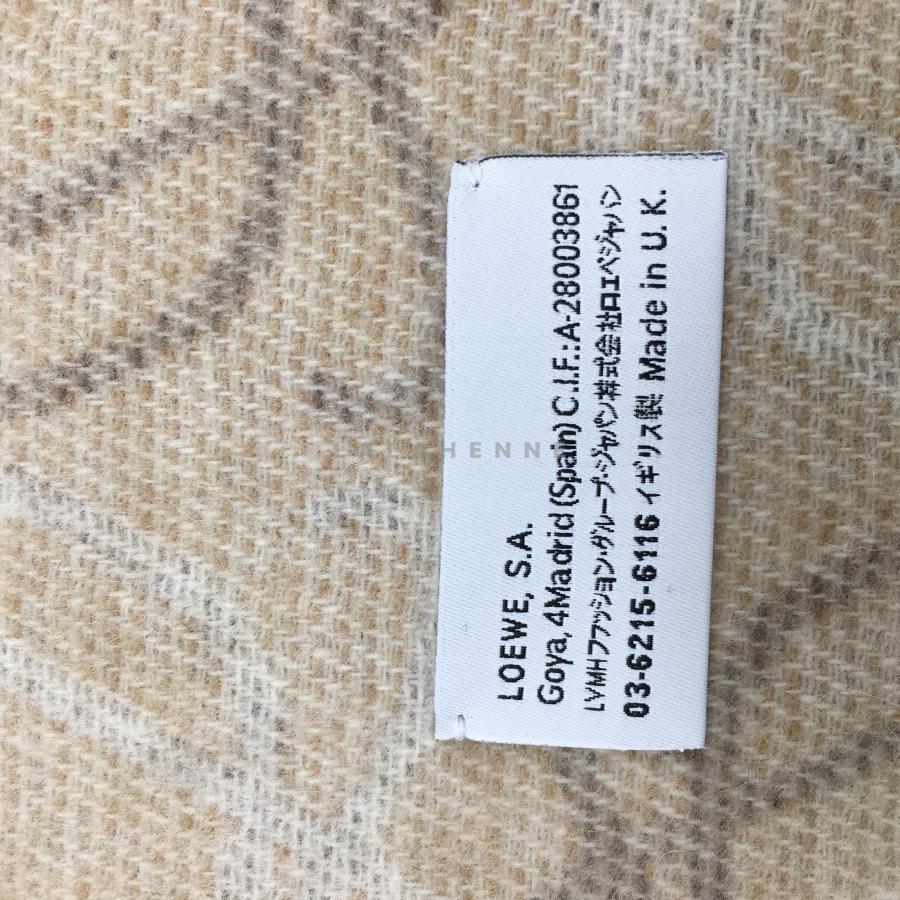 LOEWE, S.A.
Goya, 4Madrid (Spain) C.I.F.:A-28003861
LVMHファッション・グループ・ジャパン株式会社ロエベジャパン
03-6215-6116 イギリス製 Made in U. K.